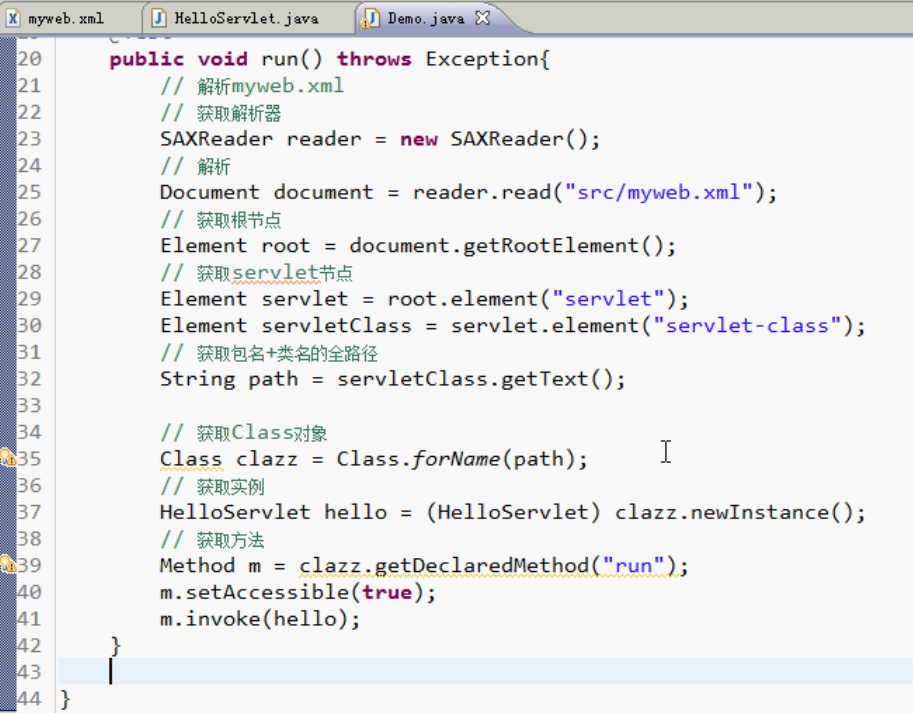 myweb.xml HelloServlet.java Demo.java
20 public void run() throws Exception{
21 // 解析myweb.xml
22 // 获取解析器
23 SAXReader reader = new SAXReader();
24 // 解析
25 Document document = reader.read("src/myweb.xml");
26 // 获取根节点
27 Element root = document.getRootElement();
28 // 获取servlet节点
29 Element servlet = root.element("servlet");
30 Element servletClass = servlet.element("servlet-class");
31 // 获取包名+类名的全路径
32 String path = servletClass.getText();
33
34 // 获取Class对象
35 Class clazz = Class.forName(path);
36 // 获取实例
37 HelloServlet hello = (HelloServlet) clazz.newInstance();
38 // 获取方法
39 Method m = clazz.getDeclaredMethod("run");
40 m.setAccessible(true);
41 m.invoke(hello);
42 }
43
44 }